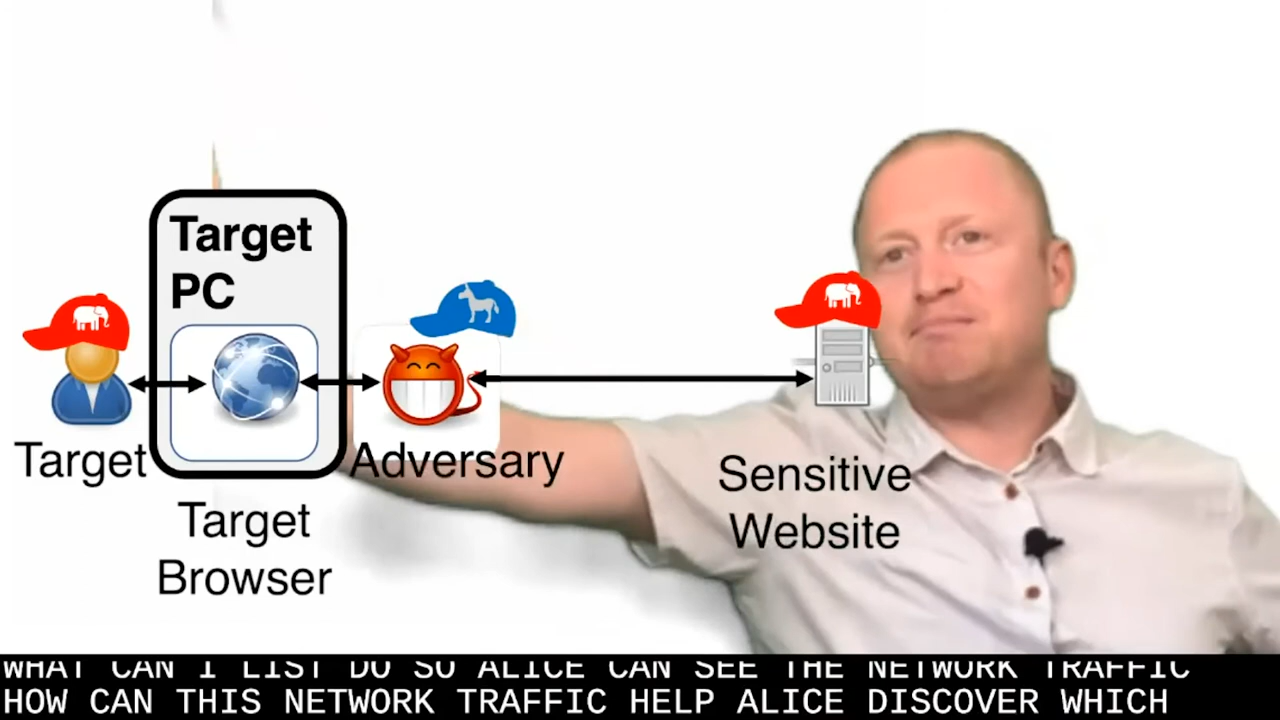 Target
PC
Target
Adversary
Target
Browser
Sensitive
Website
WHAT CAN I LIST DO SO ALICE CAN SEE THE NETWORK TRAFFIC
HOW CAN THIS NETWORK TRAFFIC HELP ALICE DISCOVER WHICH